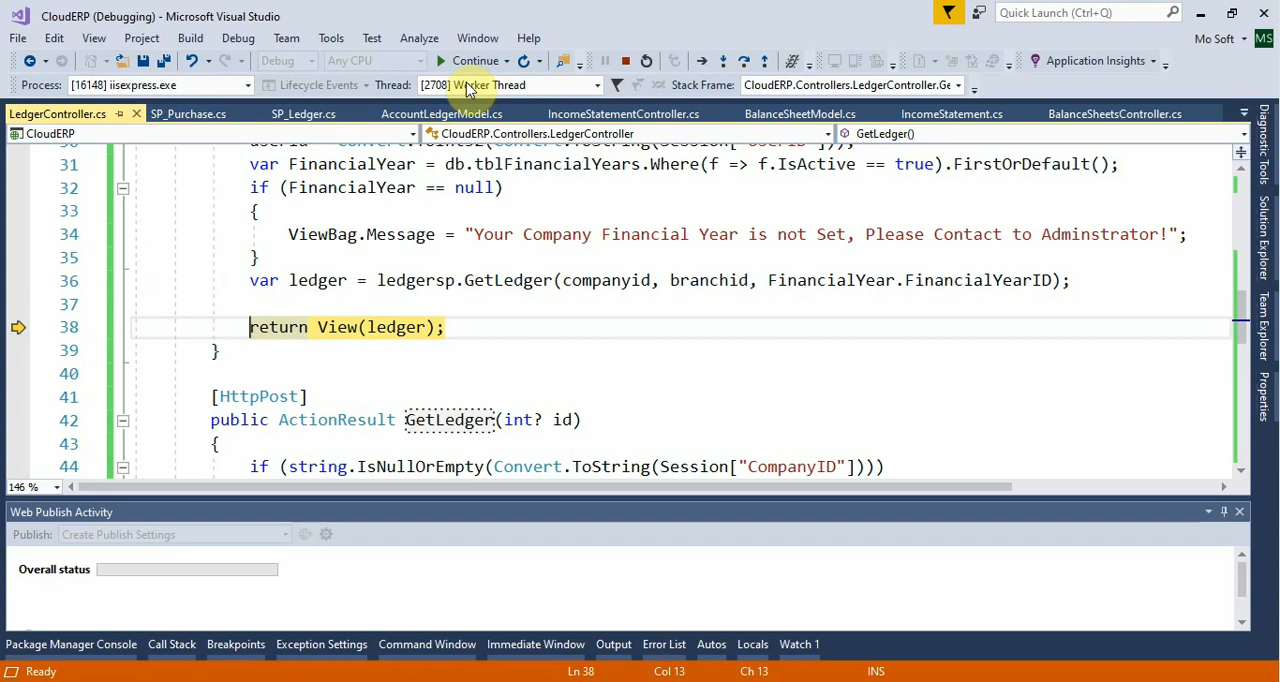 CloudERP (Debugging) - Microsoft Visual Studio
Quick Launch (Ctrl+Q)
File Edit View Project Build Debug Team Tools Test Analyze Window Help
Mo Soft MS
Debug Any CPU Continue Application Insights
Process: [16148] iisexpress.exe Lifecycle Events Thread: [2708] Worker Thread Stack Frame: CloudERP.Controllers.LedgerController.Ge
LedgerController.cs SP_Purchase.cs SP_Ledger.cs AccountLedgerModel.cs IncomeStatementController.cs BalanceSheetModel.cs IncomeStatement.cs BalanceSheetsController.cs
CloudERP CloudERP.Controllers.LedgerController GetLedger()
31 var FinancialYear = db.tblFinancialYears.Where(f => f.IsActive == true).FirstOrDefault();
32 if (FinancialYear == null)
33 {
34 ViewBag.Message = "Your Company Financial Year is not Set, Please Contact to Adminstrator!";
35 }
36 var ledger = ledgersp.GetLedger(companyid, branchid, FinancialYear.FinancialYearID);
37
38 return View(ledger);
39 }
40
41 [HttpPost]
42 public ActionResult GetLedger(int? id)
43 {
44 if (string.IsNullOrEmpty(Convert.ToString(Session["CompanyID"])))
146 %
Web Publish Activity
Publish: Create Publish Settings
Overall status
Package Manager Console Call Stack Breakpoints Exception Settings Command Window Immediate Window Output Error List Autos Locals Watch 1
Ready Ln 38 Col 13 Ch 13 INS
Diagnostic Tools
Solution Explorer
Team Explorer
Properties